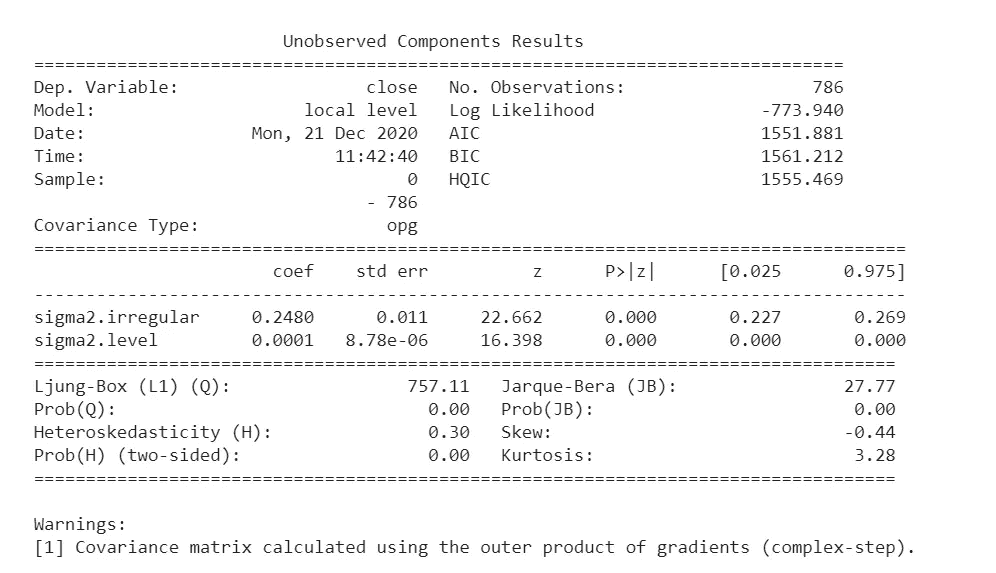 Unobserved Components Results
==============================================================================
Dep. Variable: close No. Observations: 786
Model: local level Log Likelihood -773.940
Date: Mon, 21 Dec 2020 AIC 1551.881
Time: 11:42:40 BIC 1561.212
Sample: 0 HQIC 1555.469
- 786
Covariance Type: opg
====================================================================================
coef std err z P>|z| [0.025 0.975]
------------------------------------------------------------------------------------
sigma2.irregular 0.2480 0.011 22.662 0.000 0.227 0.269
sigma2.level 0.0001 8.78e-06 16.398 0.000 0.000 0.000
===================================================================================
Ljung-Box (L1) (Q): 757.11 Jarque-Bera (JB): 27.77
Prob(Q): 0.00 Prob(JB): 0.00
Heteroskedasticity (H): 0.30 Skew: -0.44
Prob(H) (two-sided): 0.00 Kurtosis: 3.28
===================================================================================
Warnings:
[1] Covariance matrix calculated using the outer product of gradients (complex-step).